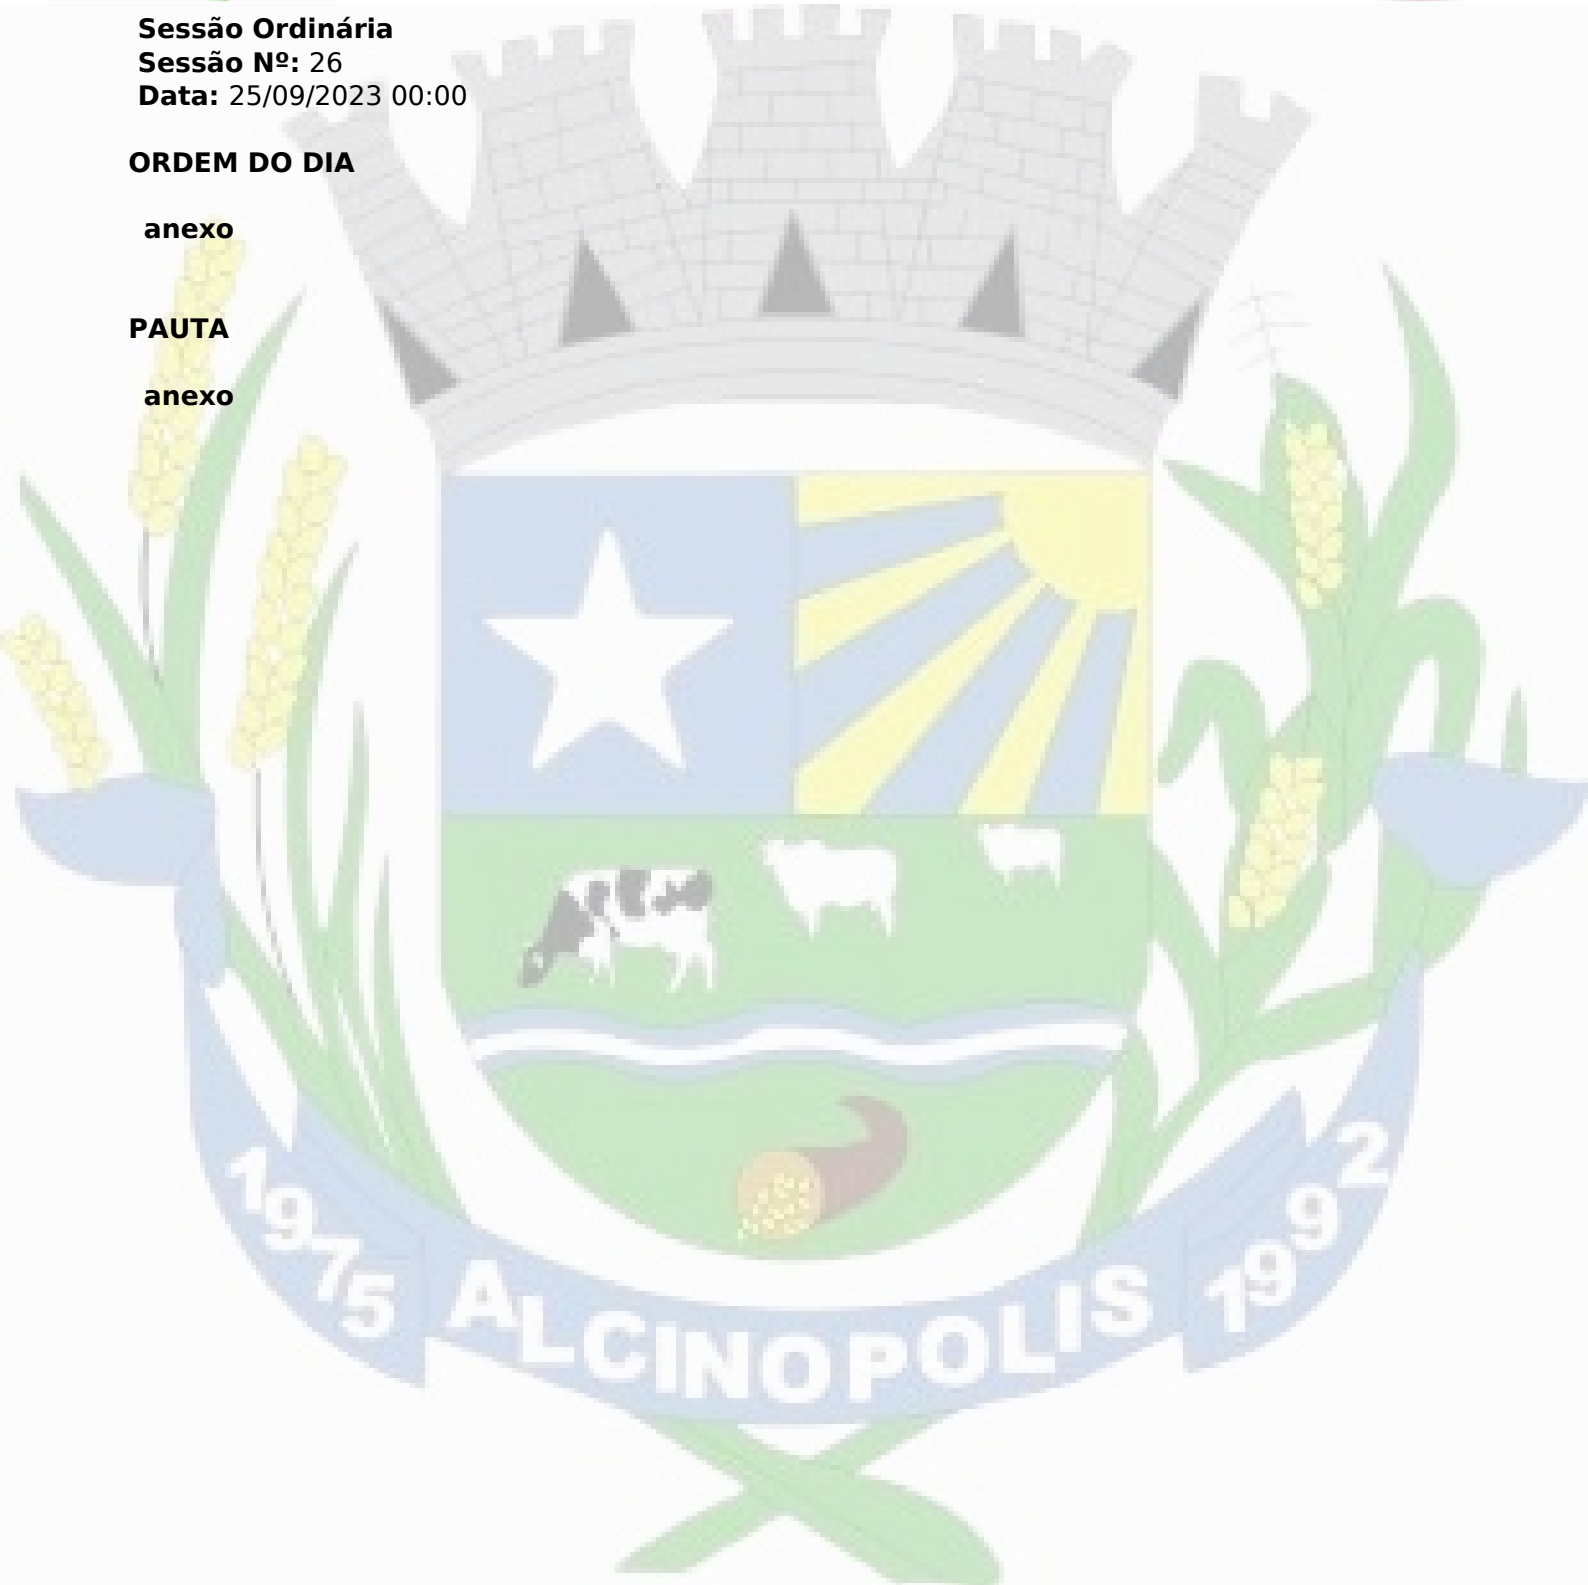 Sessão Ordinária
Sessão Nº: 26
Data: 25/09/2023 00:00
ORDEM DO DIA
anexo
PAUTA
anexo
1975 ALCINOPOLIS 1992